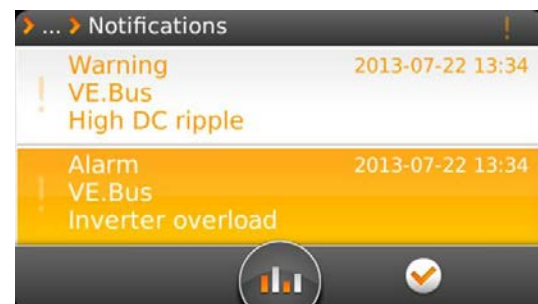 ... Notifications
Warning 2013-07-22 13:34
VE.Bus
High DC ripple
Alarm 2013-07-22 13:34
VE.Bus
Inverter overload